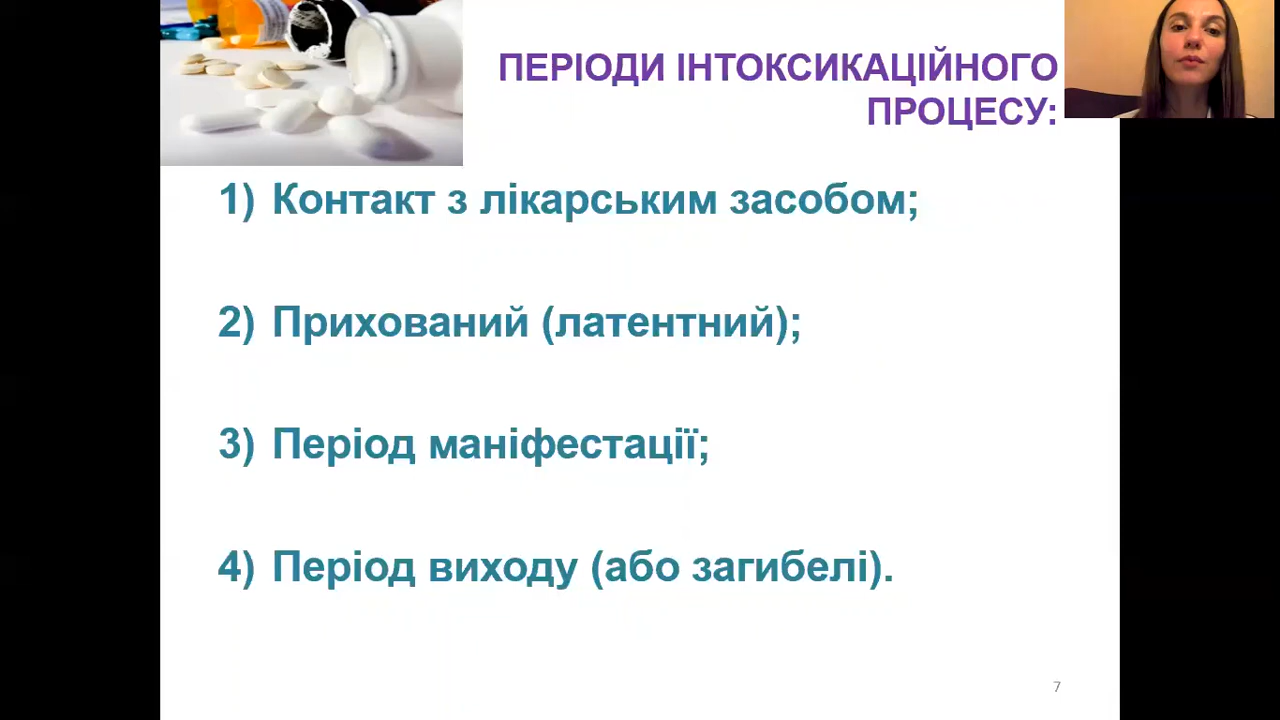 ПЕРІОДИ ІНТОКСИКАЦІЙНОГО
ПРОЦЕСУ:
1) Контакт з лікарським засобом;
2) Прихований (латентний);
3) Період маніфестації;
4) Період виходу (або загибелі).
7